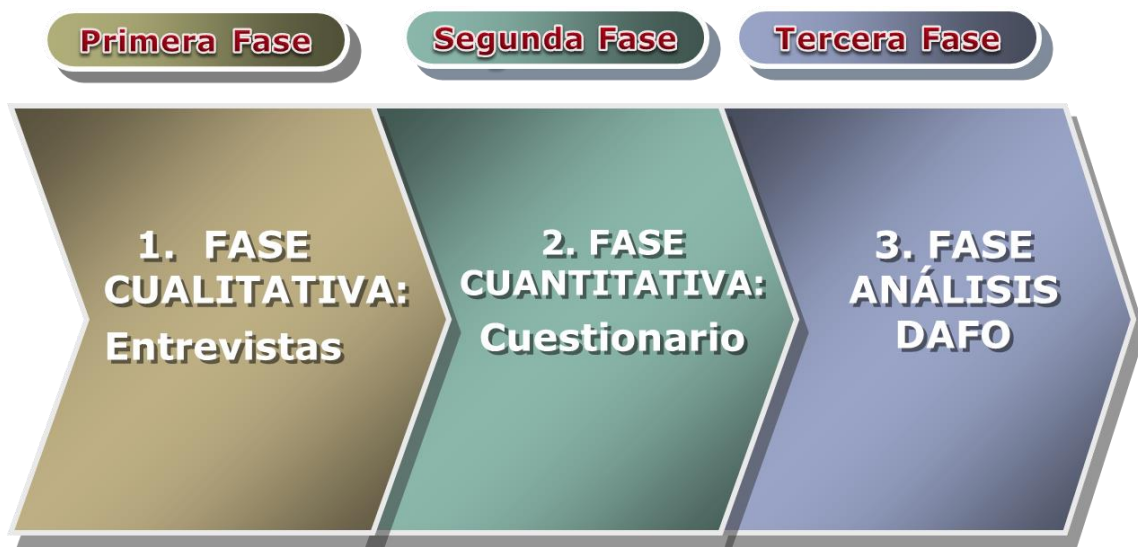 Primera Fase
Segunda Fase
Tercera Fase
1. FASE
CUALITATIVA:
Entrevistas
2. FASE
CUANTITATIVA:
Cuestionario
3. FASE
ANÁLISIS
DAFO